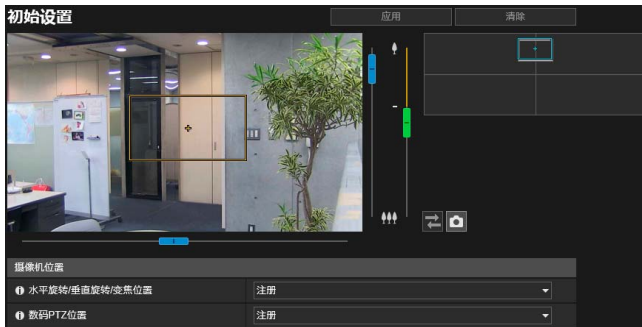 初始设置
应用
清除
摄像机位置
水平旋转/垂直旋转/变焦位置
注册
数码PTZ位置
注册